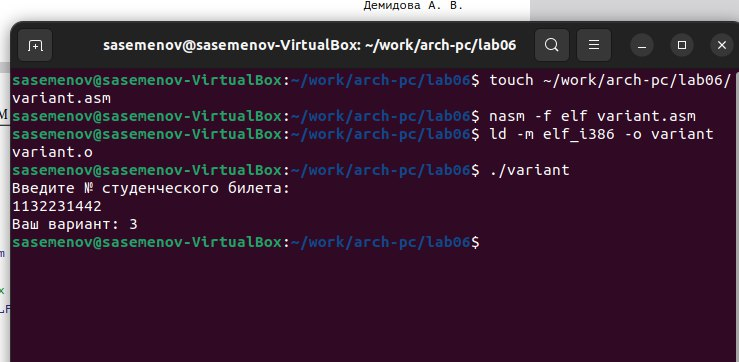 Демидова А. В.
sasemenov@sasemenov-VirtualBox: ~/work/arch-pc/lab06
sasemenov@sasemenov-VirtualBox:~/work/arch-pc/lab06$ touch ~/work/arch-pc/lab06/
variant.asm
sasemenov@sasemenov-VirtualBox:~/work/arch-pc/lab06$ nasm -f elf variant.asm
sasemenov@sasemenov-VirtualBox:~/work/arch-pc/lab06$ ld -m elf_i386 -o variant
variant.o
sasemenov@sasemenov-VirtualBox:~/work/arch-pc/lab06$ ./variant
Введите № студенческого билета:
1132231442
Ваш вариант: 3
sasemenov@sasemenov-VirtualBox:~/work/arch-pc/lab06$